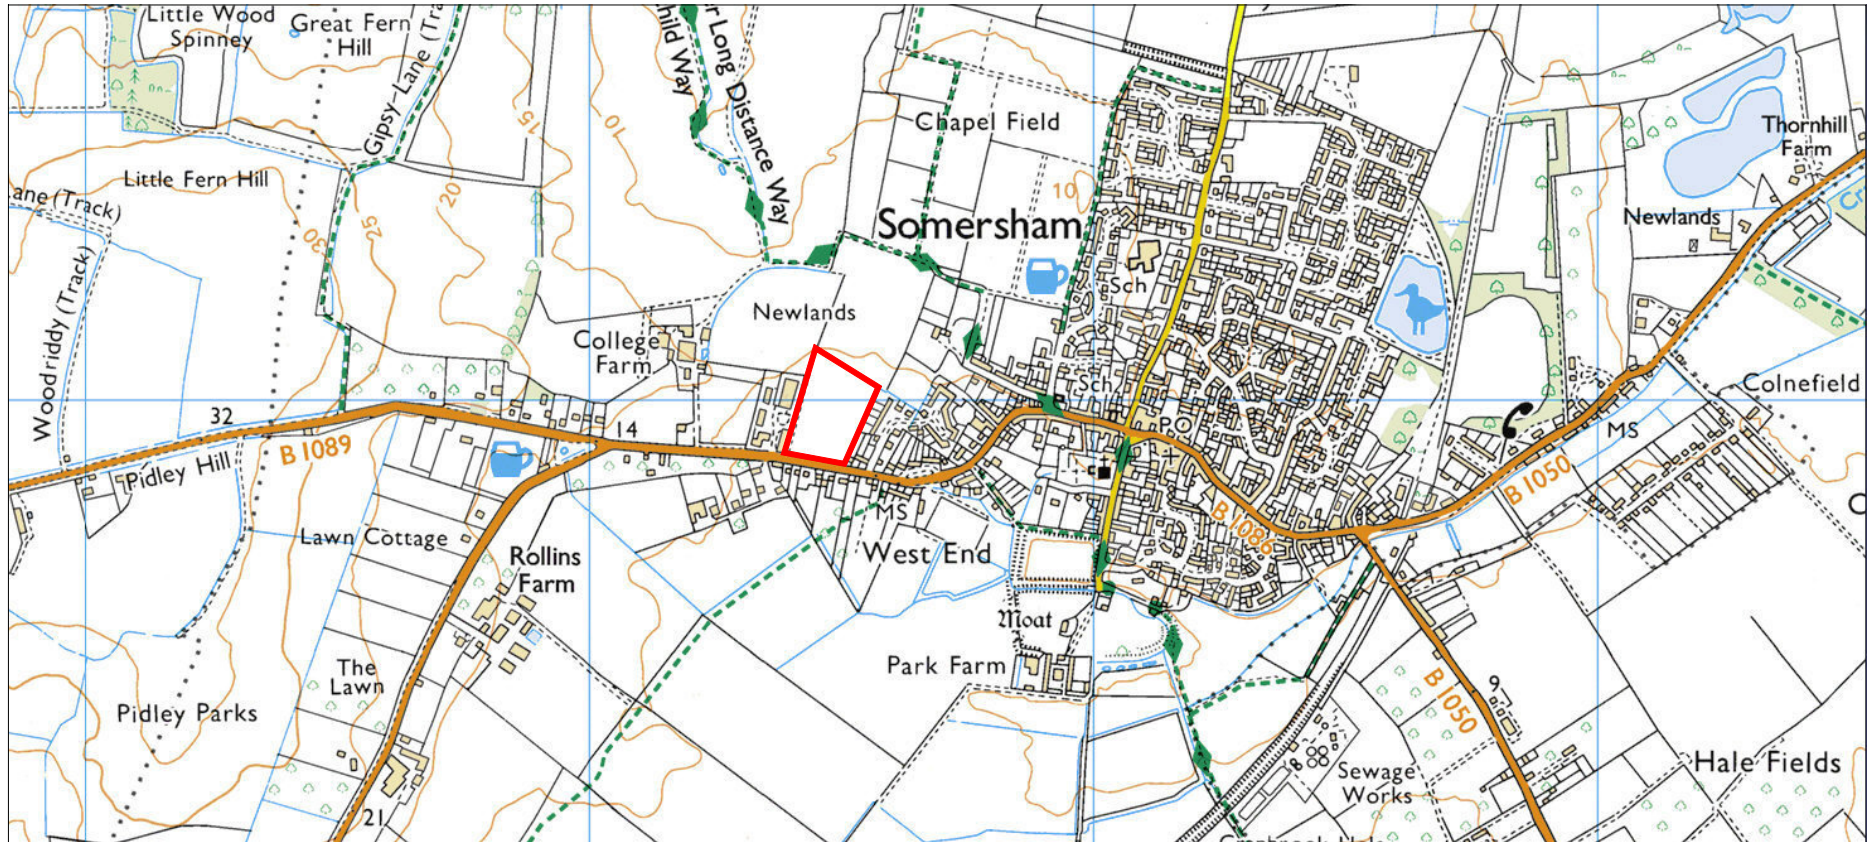 Little Wood
Spinney
Great Fern
Hill
Gipsy Lane (Tra
hild Way
r Long Distance Way
15
10
Chapel Field
Thornhill
Farm
Little Fern Hill
20
10
ane (Track)
25
30
Somersham
Newlands
Woodriddy (Track)
Sch
Newlands
College
Farm
Sch
Colnefield
32
14
PO
MS
B 1089
Pidley Hill
B 1050
MS
B 1086
Lawn Cottage
Rollins
Farm
West End
Moat
The
Lawn
Park Farm
Pidley Parks
9
B 1050
8
Sewage
Works
Hale Fields
21